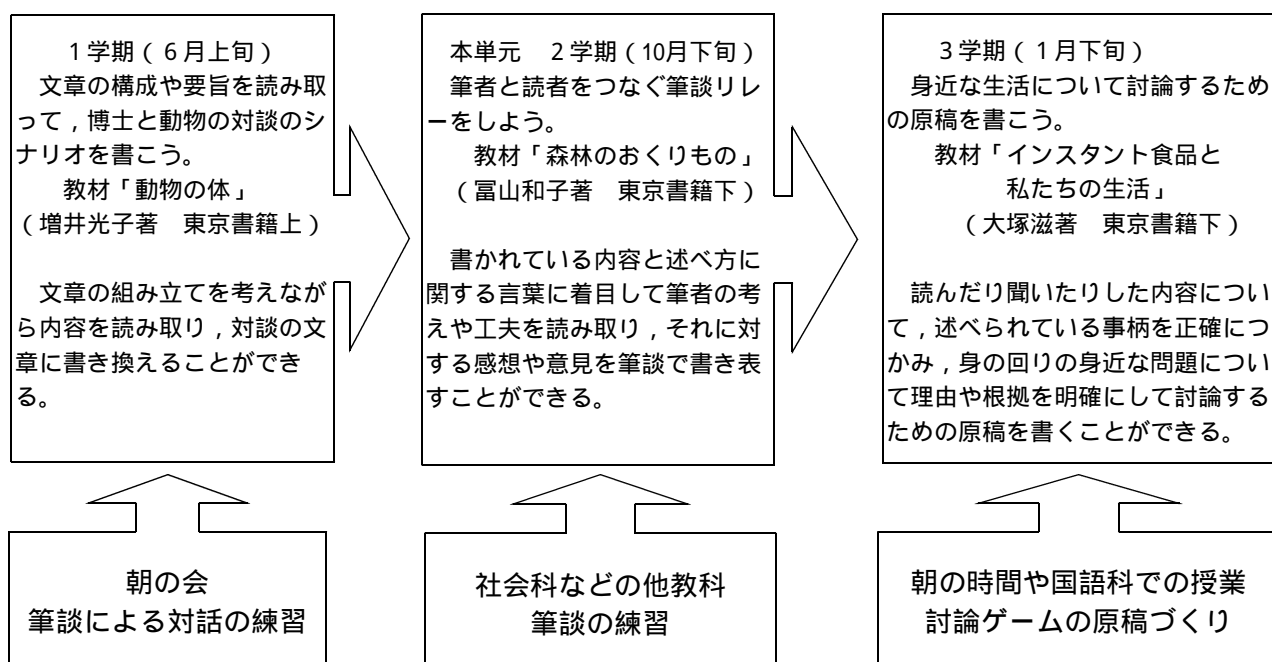 1学期(6月上旬)
文章の構成や要旨を読み取
って,博士と動物の対談のシ
ナリオを書こう。
教材「動物の体」
(増井光子著 東京書籍上)
文章の組み立てを考えなが
ら内容を読み取り,対談の文
章に書き換えることができ
る。
本単元 2学期(10月下旬)
筆者と読者をつなぐ筆談リレ
ーをしよう。
教材「森林のおくりもの」
(冨山和子著 東京書籍下)
書かれている内容と述べ方に
関する言葉に着目して筆者の考
えや工夫を読み取り,それに対
する感想や意見を筆談で書き表
すことができる。
3学期(1月下旬)
身近な生活について討論するため
の原稿を書こう。
教材「インスタント食品と
私たちの生活」
(大塚滋著 東京書籍下)
読んだり聞いたりした内容につい
て,述べられている事柄を正確につ
かみ,身の回りの身近な問題につい
て理由や根拠を明確にして討論する
ための原稿を書くことができる。
朝の会
筆談による対話の練習
社会科などの他教科
筆談の練習
朝の時間や国語科での授業
討論ゲームの原稿づくり